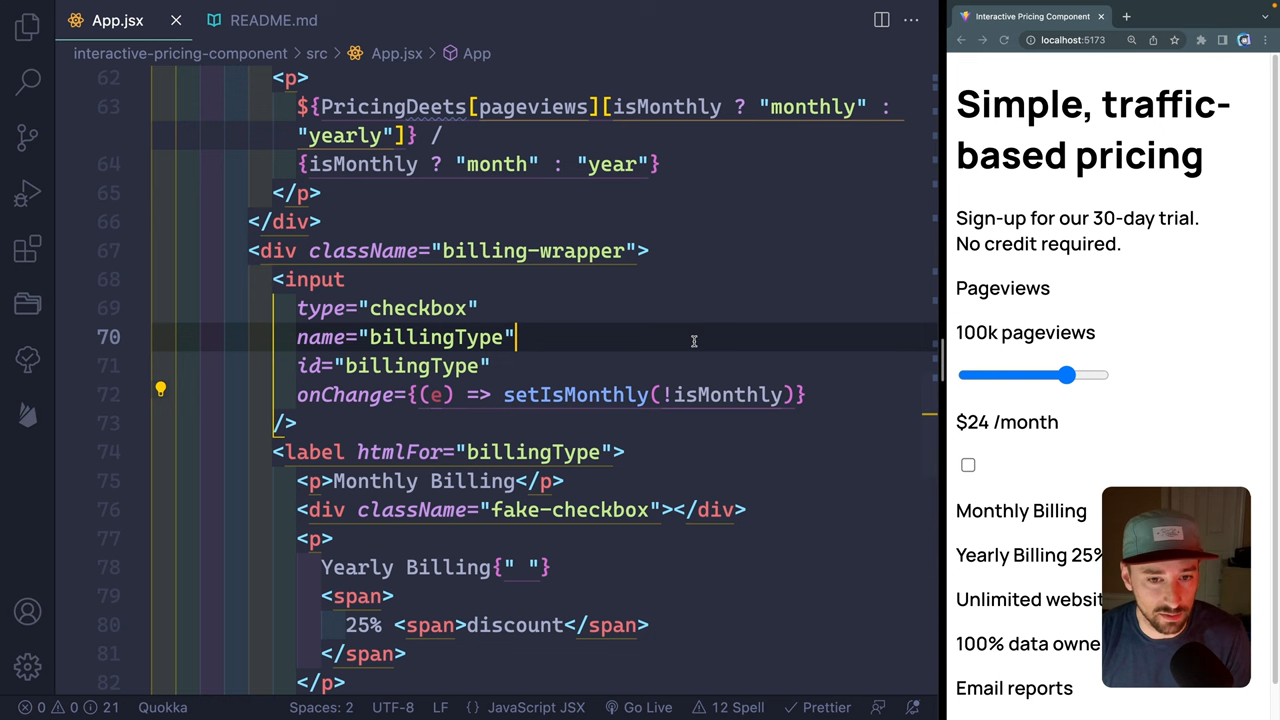 App.jsx
README.md
interactive-pricing-component > src > App.jsx > App
62 <p>
63 ${PricingDeets[pageviews][isMonthly ? "monthly" :
"yearly"]} /
64 {isMonthly ? "month" : "year"}
65 </p>
66 </div>
67 <div className="billing-wrapper">
68 <input
69 type="checkbox"
70 name="billingType"
71 id="billingType"
72 onChange={(e) => setIsMonthly(!isMonthly)}
73 />
74 <label htmlFor="billingType">
75 <p>Monthly Billing</p>
76 <div className="fake-checkbox"></div>
77 <p>
78 Yearly Billing{" "}
79 <span>
80 25% <span>discount</span>
81 </span>
82 </p>
0 0 21 Quokka Spaces: 2 UTF-8 LF {} JavaScript JSX Go Live 12 Spell Prettier
Interactive Pricing Component
localhost:5173
Simple, traffic-
based pricing
Sign-up for our 30-day trial.
No credit required.
Pageviews
100k pageviews
$24 /month
Monthly Billing
Yearly Billing 25%
Unlimited websit
100% data owne
Email reports